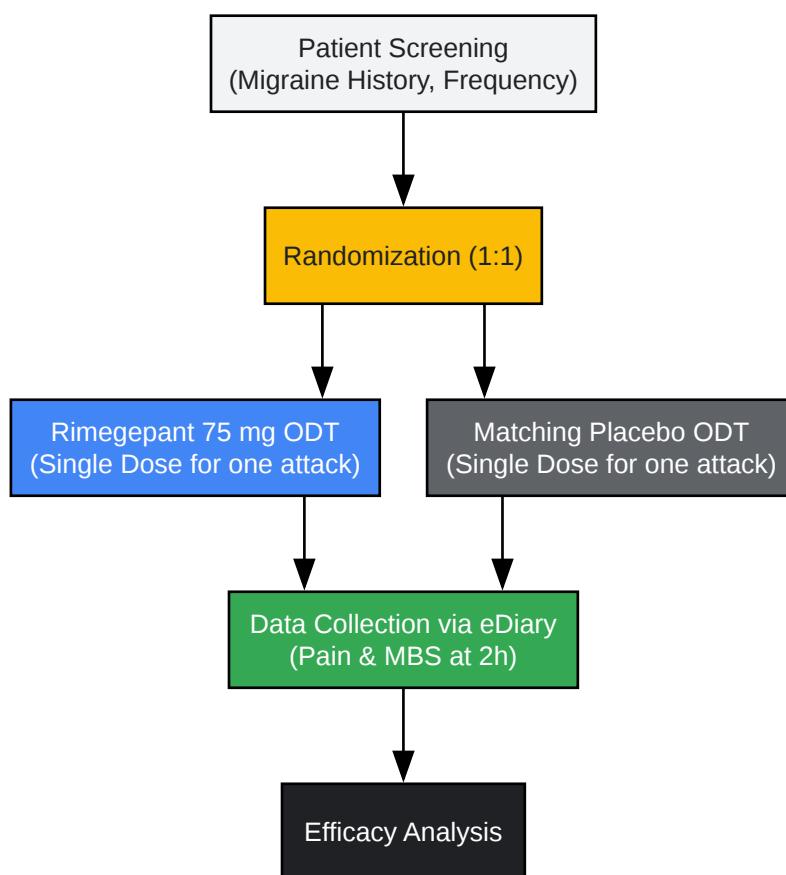 Patient Screening
(Migraine History, Frequency)
Randomization (1:1)
Rimegepant 75 mg ODT
(Single Dose for one attack)
Matching Placebo ODT
(Single Dose for one attack)
Data Collection via eDiary
(Pain & MBS at 2h)
Efficacy Analysis